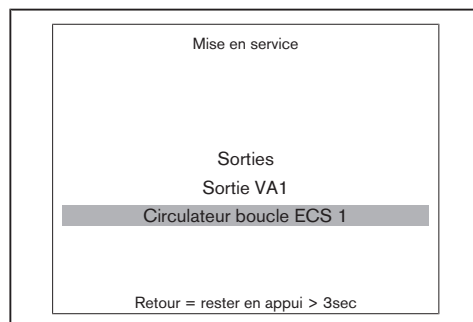 Mise en service
Sorties
Sortie VA1
Circulateur boucle ECS 1
Retour = rester en appui > 3sec